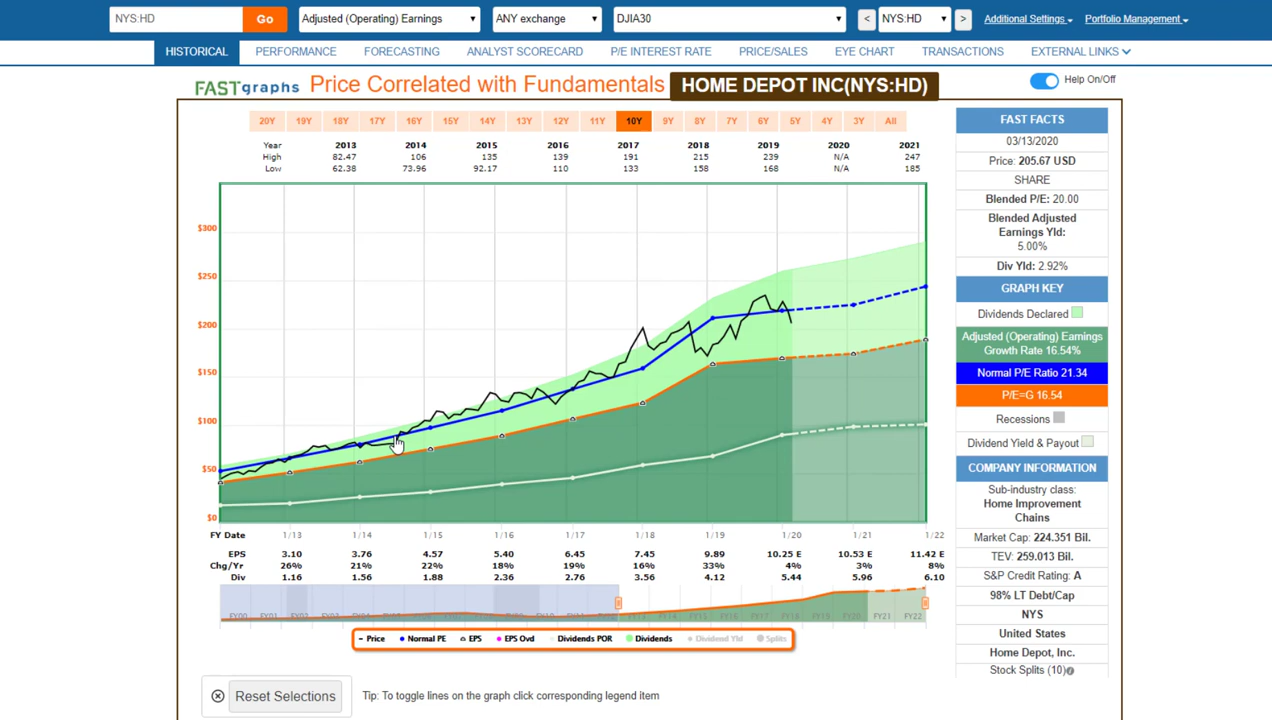 NYS:HD Go Adjusted (Operating) Earnings ANY exchange DJIA30 < NYS:HD > Additional Settings Portfolio Management
HISTORICAL PERFORMANCE FORECASTING ANALYST SCORECARD P/E INTEREST RATE PRICE/SALES EYE CHART TRANSACTIONS EXTERNAL LINKS
FASTgraphs Price Correlated with Fundamentals HOME DEPOT INC(NYS:HD) Help On/Off
20Y 19Y 18Y 17Y 16Y 15Y 14Y 13Y 12Y 11Y 10Y 9Y 8Y 7Y 6Y 5Y 4Y 3Y All
Year 2013 2014 2015 2016 2017 2018 2019 2020 2021
High 82.47 106 135 139 191 215 239 N/A 247
Low 62.38 73.96 92.17 110 133 158 168 N/A 185
$300
$250
$200
$150
$100
$50
$0
FY Date 1/13 1/14 1/15 1/16 1/17 1/18 1/19 1/20 1/21 1/22
EPS 3.10 3.76 4.57 5.40 6.45 7.45 9.89 10.25 E 10.53 E 11.42 E
Chg/Yr 26% 21% 22% 18% 19% 16% 33% 4% 3% 8%
Div 1.16 1.56 1.88 2.36 2.76 3.56 4.12 5.44 5.96 6.10
FY21 FY22
Price Normal PE EPS EPS Ovd Dividends POR Dividends Dividend Yld Splits
Reset Selections Tip: To toggle lines on the graph click corresponding legend item
FAST FACTS
03/13/2020
Price: 205.67 USD
SHARE
Blended P/E: 20.00
Blended Adjusted
Earnings Yld:
5.00%
Div Yld: 2.92%
GRAPH KEY
Dividends Declared
Adjusted (Operating) Earnings
Growth Rate 16.54%
Normal P/E Ratio 21.34
P/E=G 16.54
Recessions
Dividend Yield & Payout
COMPANY INFORMATION
Sub-industry class:
Home Improvement
Chains
Market Cap: 224.351 Bil.
TEV: 259.013 Bil.
S&P Credit Rating: A
98% LT Debt/Cap
NYS
United States
Home Depot, Inc.
Stock Splits (10)